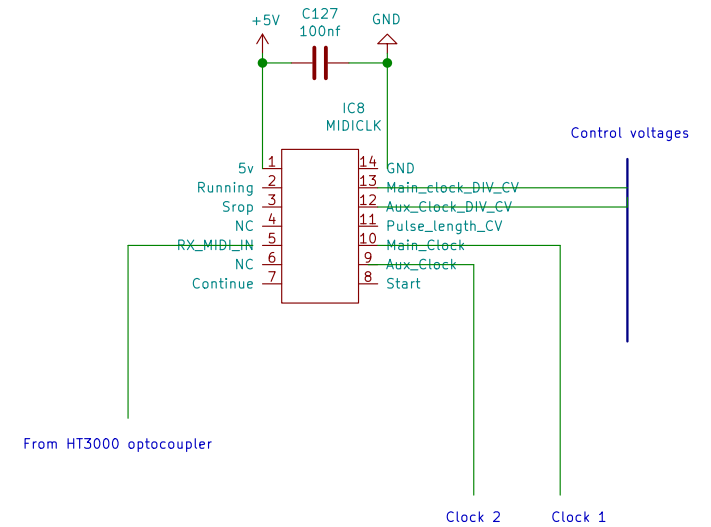 +5V
C127
100nf
GND
IC8
MIDICLK
Control voltages
5v 1 14 GND
Running 2 13 Main_clock_DIV_CV
Srop 3 12 Aux_Clock_DIV_CV
NC 4 11 Pulse_length_CV
RX_MIDI_IN 5 10 Main_Clock
NC 6 9 Aux_Clock
Continue 7 8 Start
From HT3000 optocoupler
Clock 2
Clock 1